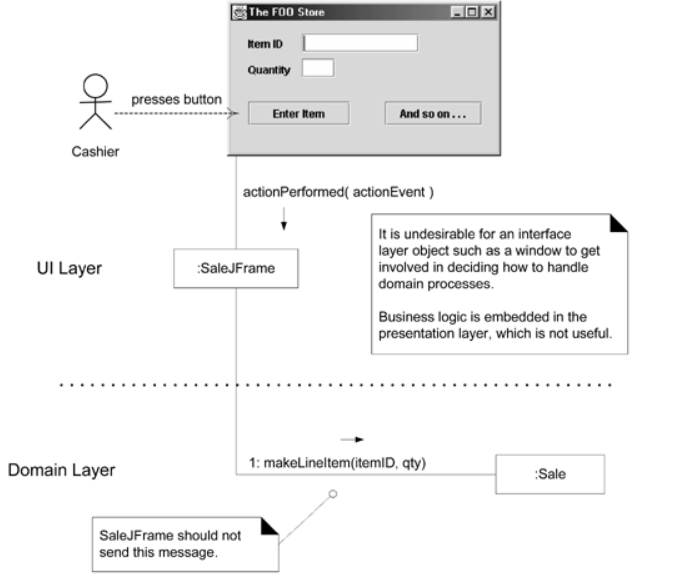 The FOO Store
Item ID
Quantity
presses button
Enter Item
And so on . . .
Cashier
actionPerformed( actionEvent )
It is undesirable for an interface
layer object such as a window to get
involved in deciding how to handle
domain processes.
Business logic is embedded in the
presentation layer, which is not useful.
UI Layer
:SaleJFrame
1: makeLineItem(itemID, qty)
Domain Layer
:Sale
SaleJFrame should not
send this message.